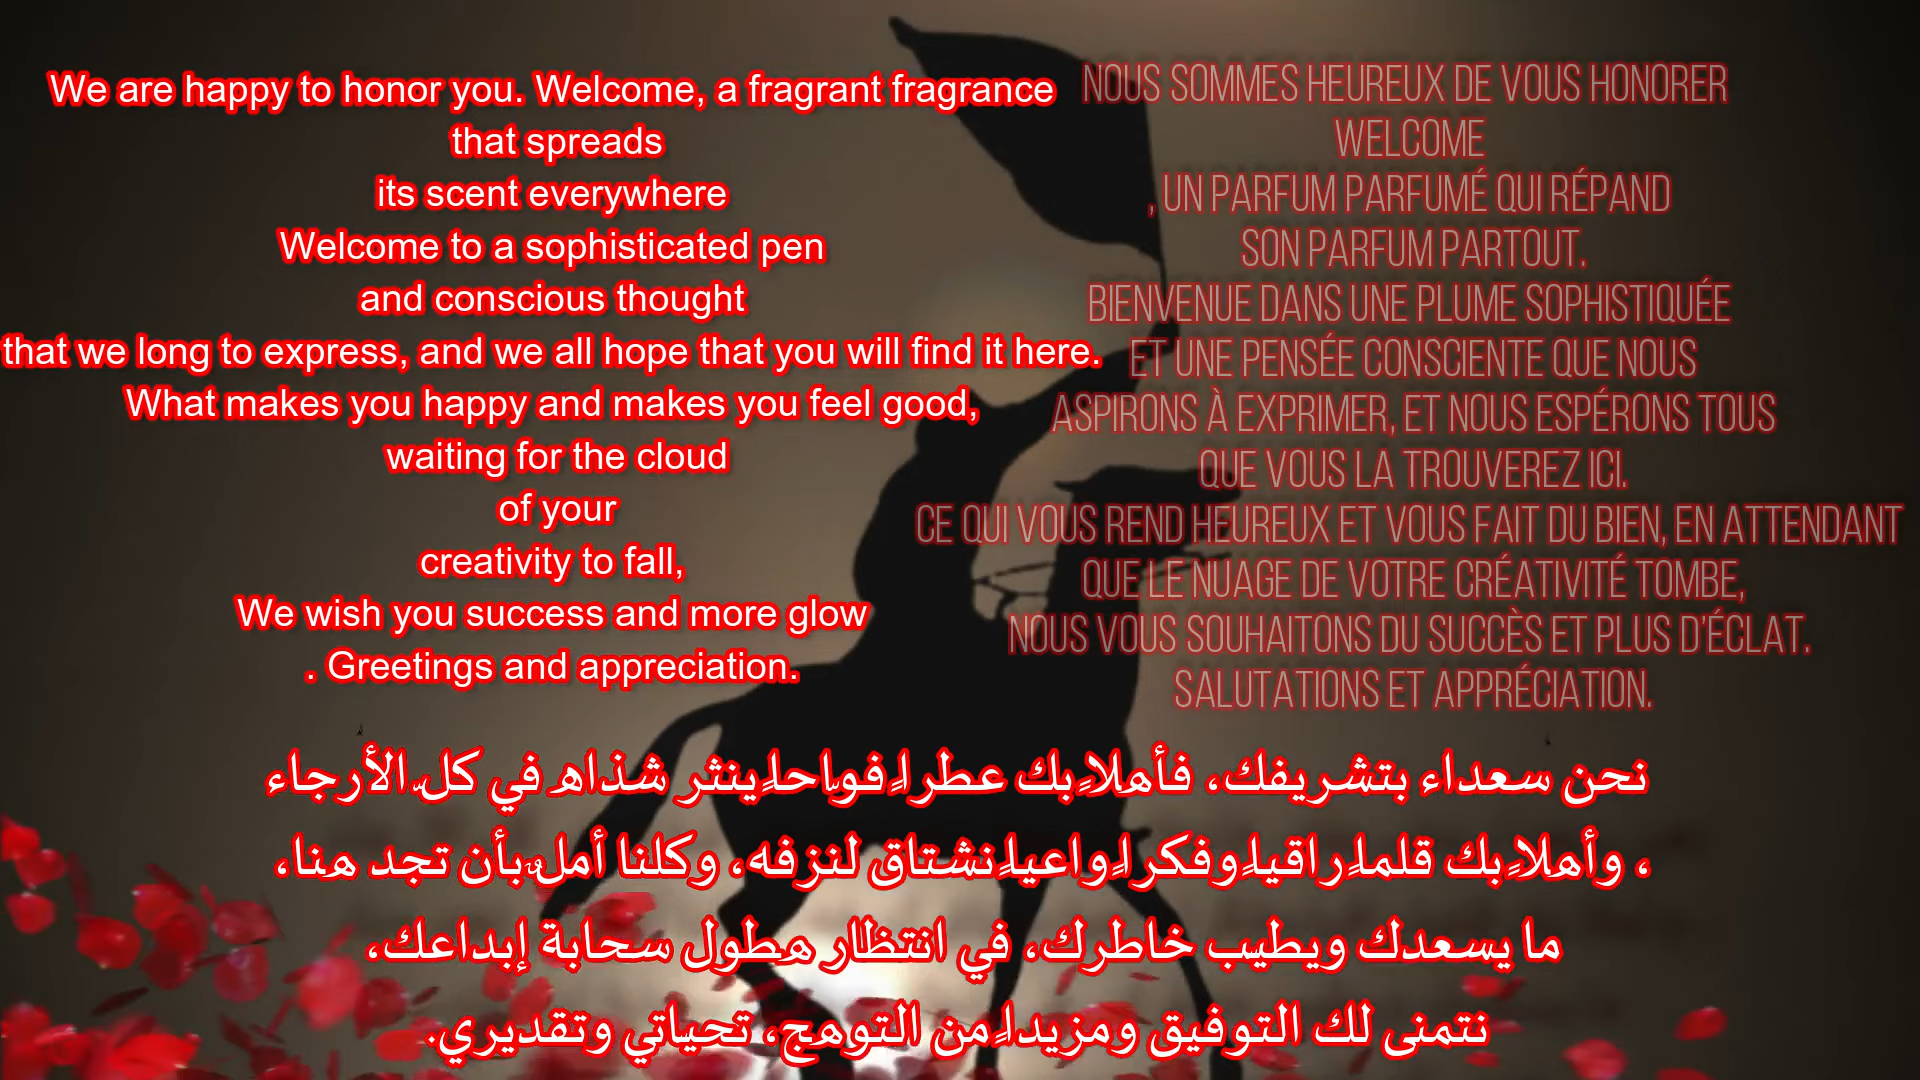 We are happy to honor you. Welcome, a fragrant fragrance
that spreads
its scent everywhere
Welcome to a sophisticated pen
and conscious thought
that we long to express, and we all hope that you will find it here.
What makes you happy and makes you feel good,
waiting for the cloud
of your
creativity to fall,
We wish you success and more glow
. Greetings and appreciation.
NOUS SOMMES HEUREUX DE VOUS HONORER
WELCOME
, UN PARFUM PARFUMÉ QUI RÉPAND
SON PARFUM PARTOUT.
BIENVENUE DANS UNE PLUME SOPHISTIQUÉE
ET UNE PENSÉE CONSCIENTE QUE NOUS
ASPIRONS À EXPRIMER, ET NOUS ESPÉRONS TOUS
QUE VOUS LA TROUVEREZ ICI.
CE QUI VOUS REND HEUREUX ET VOUS FAIT DU BIEN, EN ATTENDANT
QUE LE NUAGE DE VOTRE CRÉATIVITÉ TOMBE,
NOUS VOUS SOUHAITONS DU SUCCÈS ET PLUS D'ÉCLAT.
SALUTATIONS ET APPRÉCIATION.
نحن سعداء بتشريفك، فأهلاً بك عطراً فواحاً ينثر شذاه في كلِ الأرجاء
، وأهلاً بك قلماً راقياً وفكراً واعياً نشتاق لنزفه، وكلنا أملٌ بأن تجد هنا،
ما يسعدك ويطيب خاطرك، في انتظار هطول سحابة إبداعك،
نتمنى لك التوفيق ومزيداً من التوهج، تحياتي وتقديري.